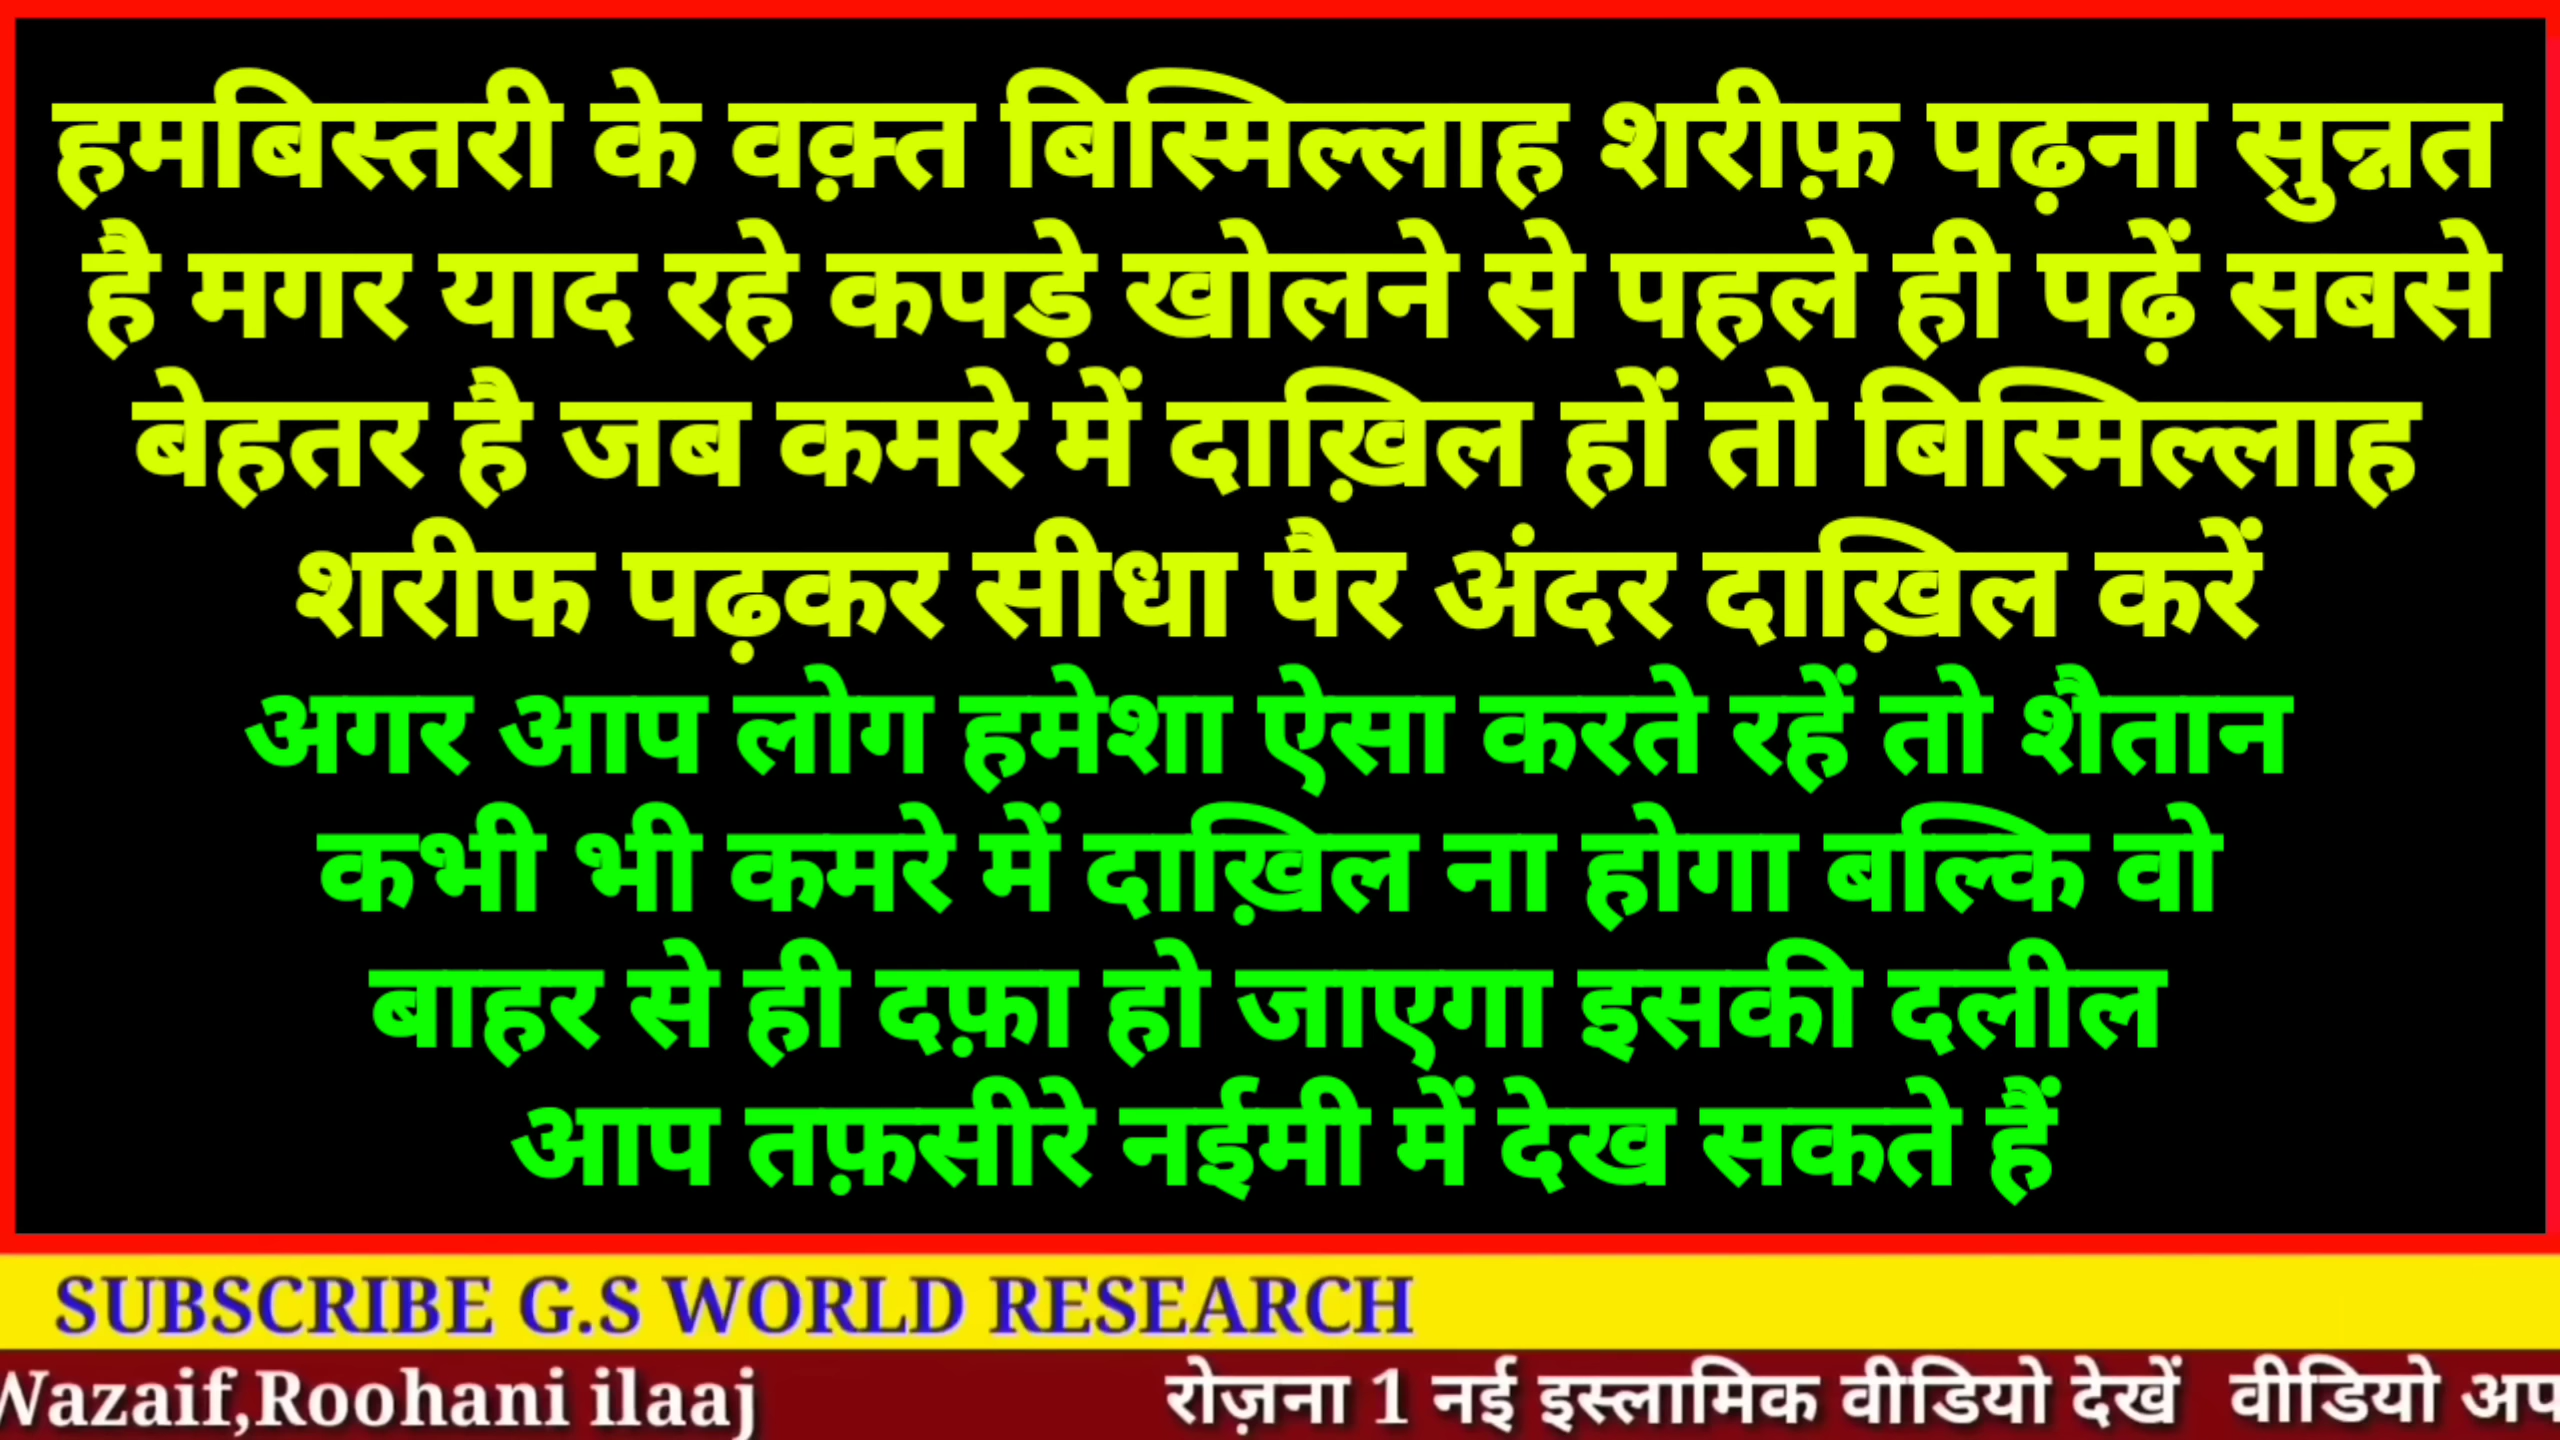 हमबिस्तरी के वक़्त बिस्मिल्लाह शरीफ़ पढ़ना सुन्नत
है मगर याद रहे कपड़े खोलने से पहले ही पढ़ें सबसे
बेहतर है जब कमरे में दाख़िल हों तो बिस्मिल्लाह
शरीफ पढ़कर सीधा पैर अंदर दाख़िल करें
अगर आप लोग हमेशा ऐसा करते रहें तो शैतान
कभी भी कमरे में दाख़िल ना होगा बल्कि वो
बाहर से ही दफ़ा हो जाएगा इसकी दलील
आप तफ़सीरे नईमी में देख सकते हैं
SUBSCRIBE G.S WORLD RESEARCH
Wazaif,Roohani ilaaj रोज़ना 1 नई इस्लामिक वीडियो देखें वीडियो अप